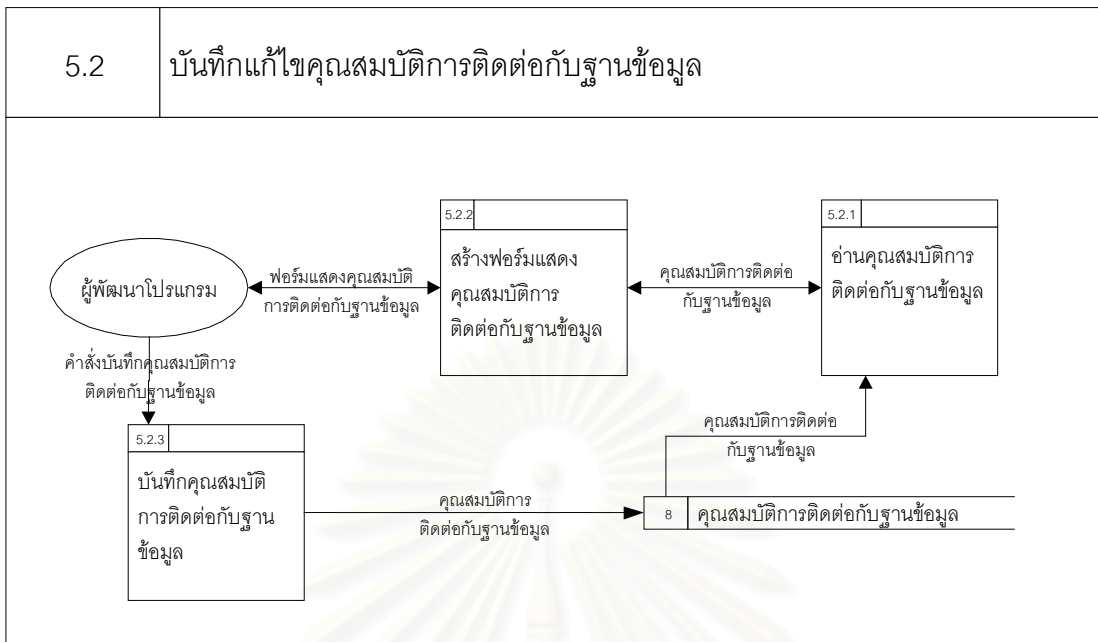 5.2
บันทึกแก้ไขคุณสมบัติการติดต่อกับฐานข้อมูล
ผู้พัฒนาโปรแกรม
ฟอร์มแสดงคุณสมบัติ
การติดต่อกับฐานข้อมูล
5.2.2
สร้างฟอร์มแสดง
คุณสมบัติการ
ติดต่อกับฐานข้อมูล
คุณสมบัติการติดต่อ
กับฐานข้อมูล
5.2.1
อ่านคุณสมบัติการ
ติดต่อกับฐานข้อมูล
คำสั่งบันทึกคุณสมบัติการ
ติดต่อกับฐานข้อมูล
คุณสมบัติการติดต่อ
กับฐานข้อมูล
5.2.3
บันทึกคุณสมบัติ
การติดต่อกับฐาน
ข้อมูล
คุณสมบัติการ
ติดต่อกับฐานข้อมูล
8
คุณสมบัติการติดต่อกับฐานข้อมูล